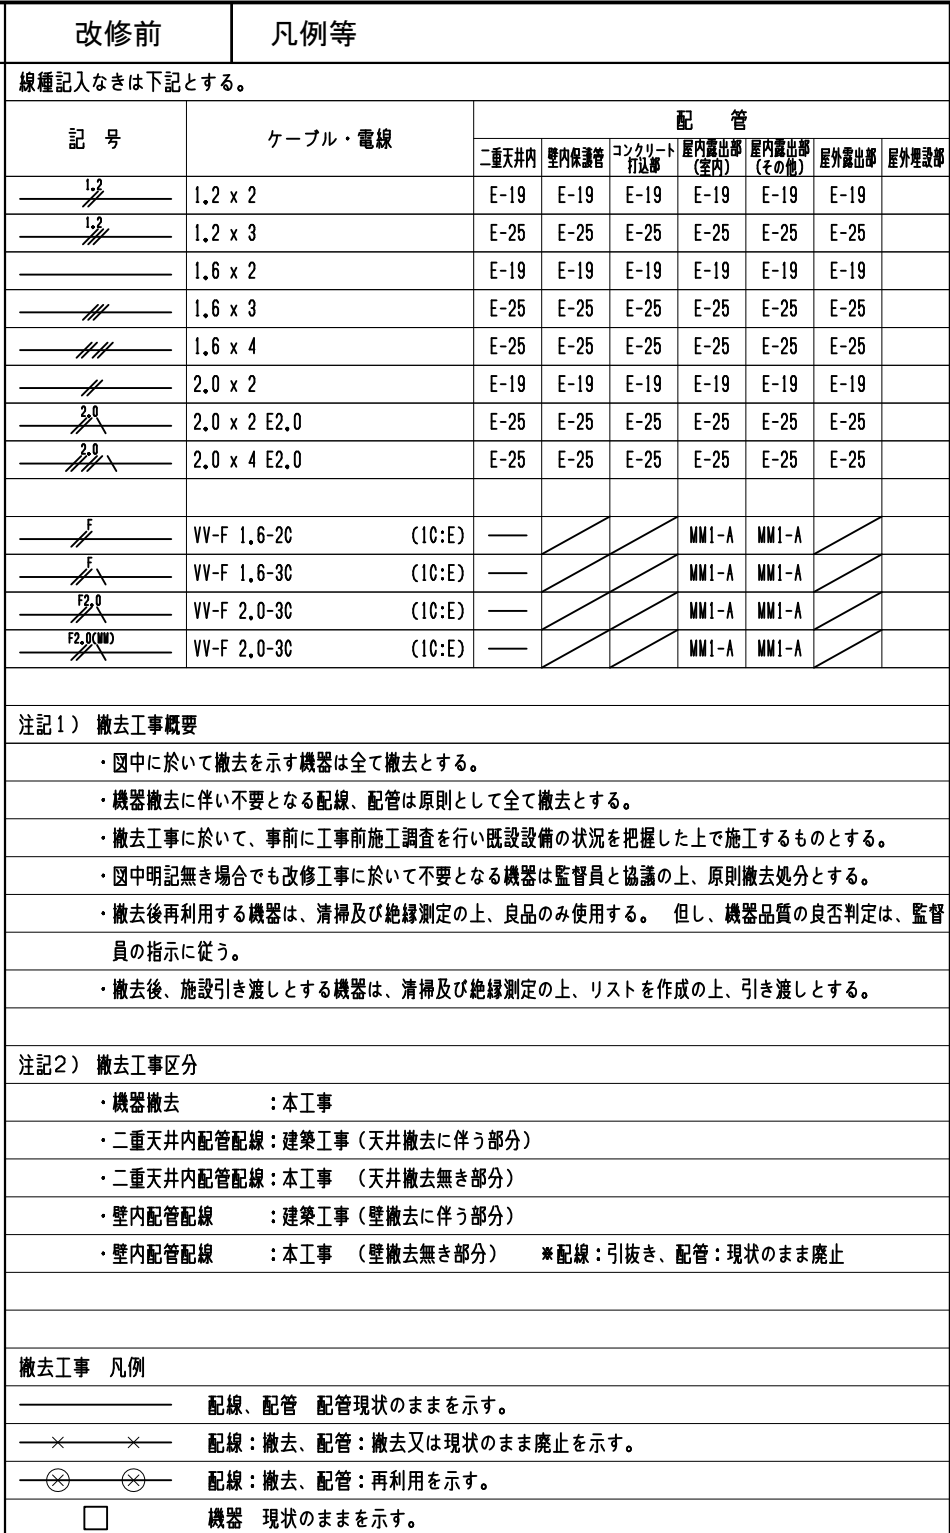 改修前 凡例等
線種記入なきは下記とする。
記 号 ケーブル・電線 配 管
二重天井内 壁内保護管 コンクリート打込部 屋内露出部(室内) 屋内露出部(その他) 屋外露出部 屋外埋設部
1.2 1.2 x 2 E-19 E-19 E-19 E-19 E-19 E-19
1.2 1.2 x 3 E-25 E-25 E-25 E-25 E-25 E-25
1.6 x 2 E-19 E-19 E-19 E-19 E-19 E-19
1.6 x 3 E-25 E-25 E-25 E-25 E-25 E-25
1.6 x 4 E-25 E-25 E-25 E-25 E-25 E-25
2.0 x 2 E-19 E-19 E-19 E-19 E-19 E-19
2.0 2.0 x 2 E2.0 E-25 E-25 E-25 E-25 E-25 E-25
2.0 2.0 x 4 E2.0 E-25 E-25 E-25 E-25 E-25 E-25
F VV-F 1.6-2C (1C:E) MM1-A MM1-A
F VV-F 1.6-3C (1C:E) MM1-A MM1-A
F2.0 VV-F 2.0-3C (1C:E) MM1-A MM1-A
F2.0(MM) VV-F 2.0-3C (1C:E) MM1-A MM1-A
注記1) 撤去工事概要
・図中に於いて撤去を示す機器は全て撤去とする。
・機器撤去に伴い不要となる配線、配管は原則として全て撤去とする。
・撤去工事に於いて、事前に工事前施工調査を行い既設設備の状況を把握した上で施工するものとする。
・図中明記無き場合でも改修工事に於いて不要となる機器は監督員と協議の上、原則撤去処分とする。
・撤去後再利用する機器は、清掃及び絶縁測定の上、良品のみ使用する。 但し、機器品質の良否判定は、監督
員の指示に従う。
・撤去後、施設引き渡しとする機器は、清掃及び絶縁測定の上、リストを作成の上、引き渡しとする。
注記2) 撤去工事区分
・機器撤去 :本工事
・二重天井内配管配線:建築工事(天井撤去に伴う部分)
・二重天井内配管配線:本工事 (天井撤去無き部分)
・壁内配管配線 :建築工事(壁撤去に伴う部分)
・壁内配管配線 :本工事 (壁撤去無き部分) ※配線:引抜き、配管:現状のまま廃止
撤去工事 凡例
配線、配管 配管現状のままを示す。
配線:撤去、配管:撤去又は現状のまま廃止を示す。
配線:撤去、配管:再利用を示す。
機器 現状のままを示す。